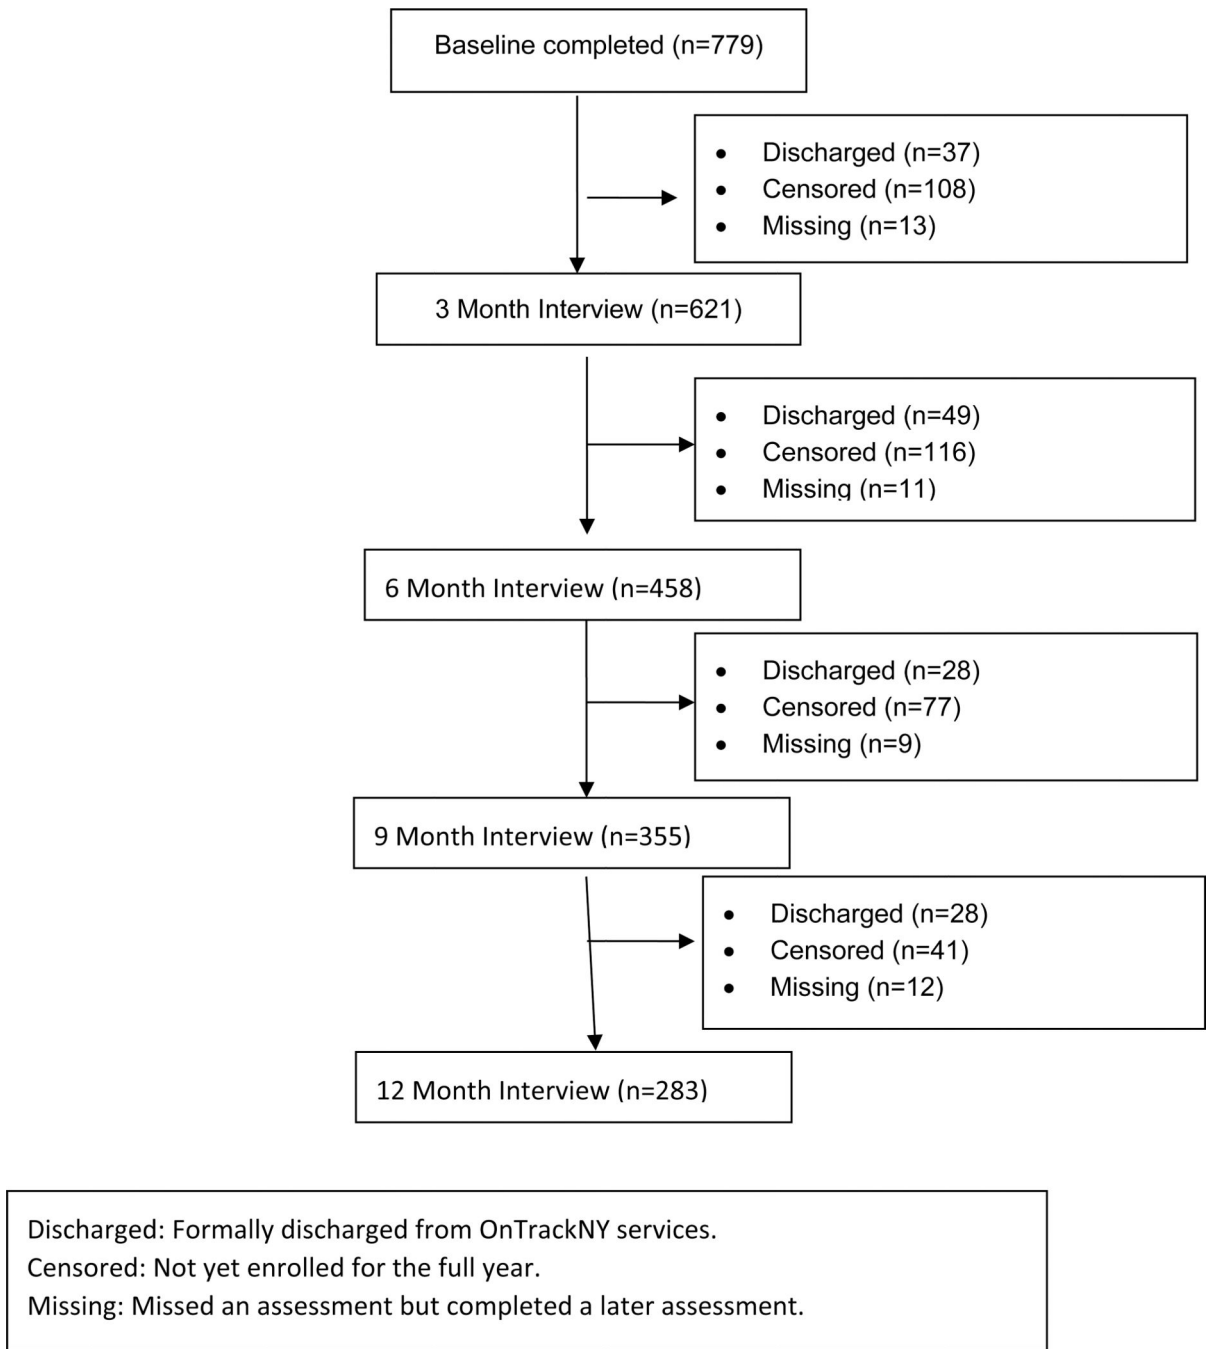 Baseline completed (n=779)
• Discharged (n=37)
• Censored (n=108)
• Missing (n=13)
3 Month Interview (n=621)
• Discharged (n=49)
• Censored (n=116)
• Missing (n=11)
6 Month Interview (n=458)
• Discharged (n=28)
• Censored (n=77)
• Missing (n=9)
9 Month Interview (n=355)
• Discharged (n=28)
• Censored (n=41)
• Missing (n=12)
12 Month Interview (n=283)
Discharged: Formally discharged from OnTrackNY services.
Censored: Not yet enrolled for the full year.
Missing: Missed an assessment but completed a later assessment.